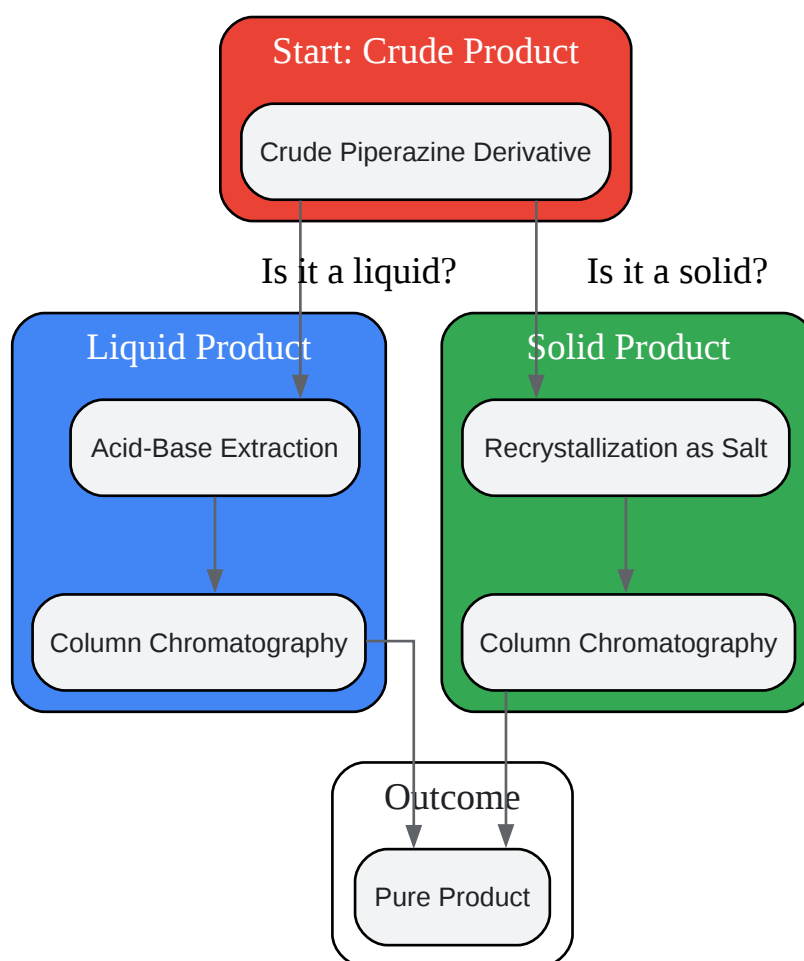 Start: Crude Product
Crude Piperazine Derivative
Is it a liquid?
Is it a solid?
Liquid Product
Solid Product
Acid-Base Extraction
Recrystallization as Salt
Column Chromatography
Column Chromatography
Outcome
Pure Product